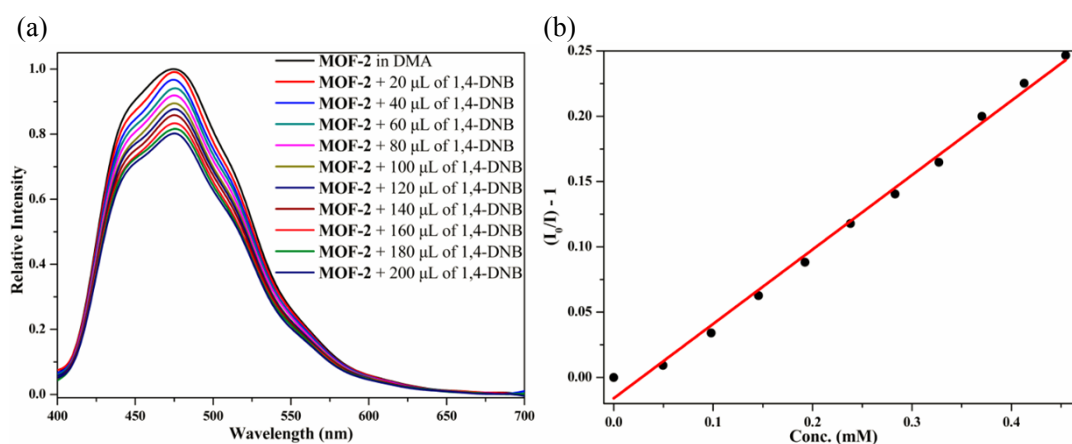 (a)
(b)
MOF-2 in DMA
MOF-2 + 20 μL of 1,4-DNB
MOF-2 + 40 μL of 1,4-DNB
MOF-2 + 60 μL of 1,4-DNB
MOF-2 + 80 μL of 1,4-DNB
MOF-2 + 100 μL of 1,4-DNB
MOF-2 + 120 μL of 1,4-DNB
MOF-2 + 140 μL of 1,4-DNB
MOF-2 + 160 μL of 1,4-DNB
MOF-2 + 180 μL of 1,4-DNB
MOF-2 + 200 μL of 1,4-DNB
Relative Intensity
1.0
0.8
0.6
0.4
0.2
0.0
400 450 500 550 600 650 700
Wavelength (nm)
(I₀/I) - 1
0.25
0.20
0.15
0.10
0.05
0.00
0.0 0.1 0.2 0.3 0.4
Conc. (mM)